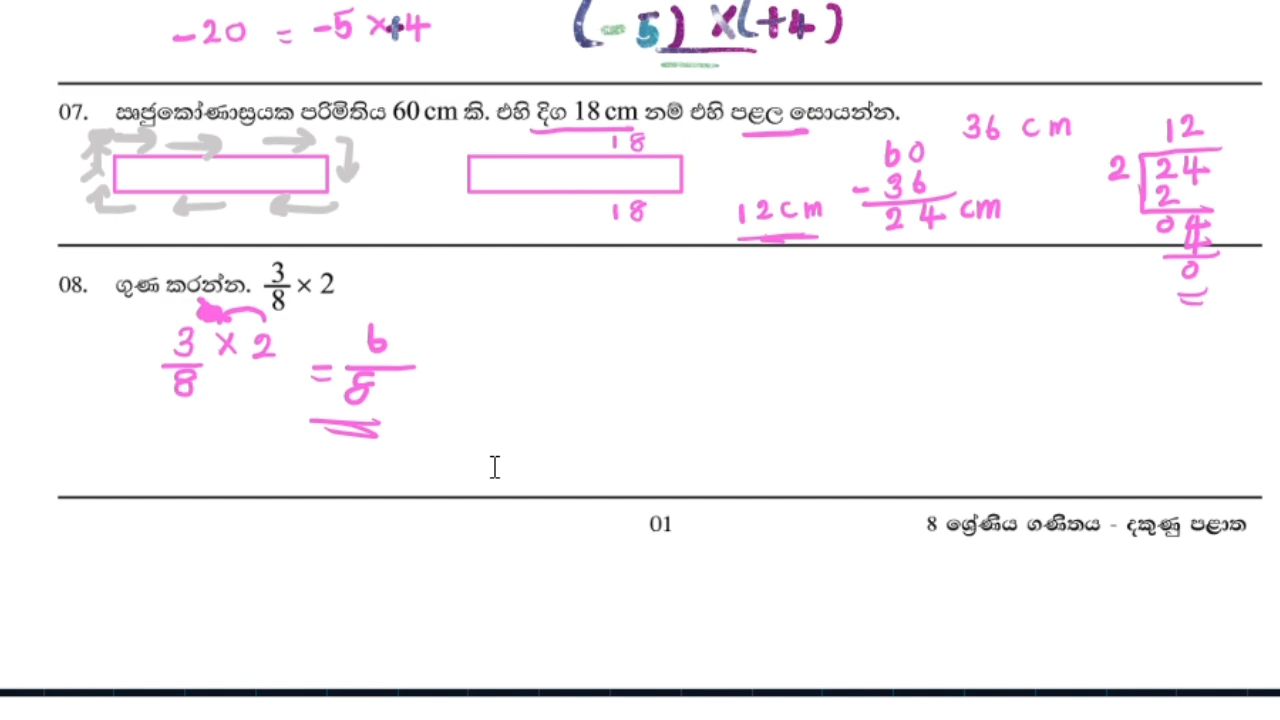 -20 = -5 × +4
(-5) × (+4)
07. ඍජුකෝණාස්‍රයක පරිමිතිය 60 cm කි. එහි දිග 18 cm නම් එහි පළල සොයන්න.
18
18
12 cm
60
- 36
24 cm
36 cm
12
2 24
2
04
4
0
08. ගුණ කරන්න. 3/8 × 2
3/8 × 2 = 6/8
01
8 ශ්‍රේණිය ගණිතය - දකුණු පළාත